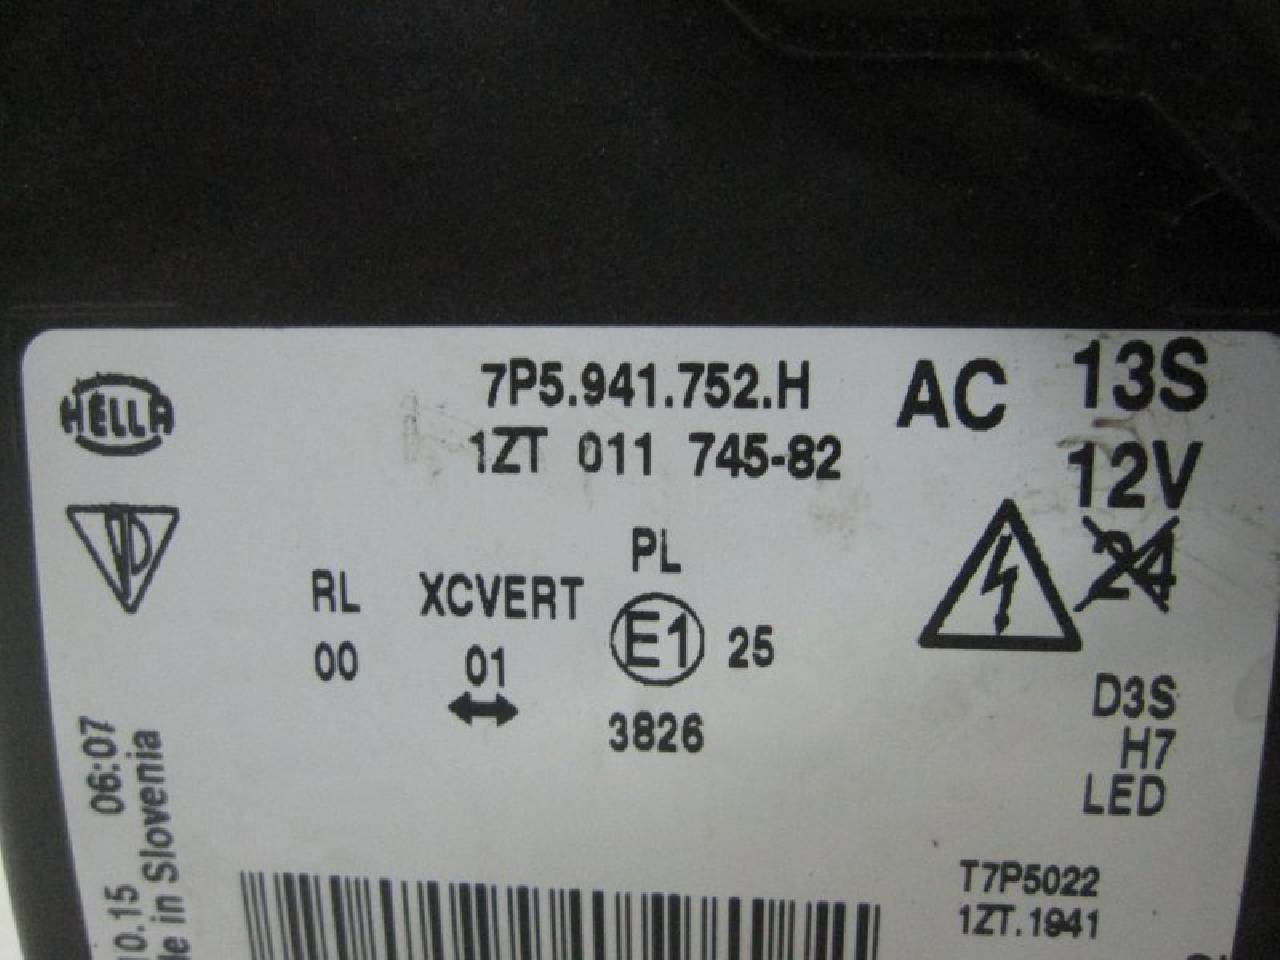 HELLA
7P5.941.752.H
1ZT 011 745-82
AC
13S
12V
24
PL
RL
XCVERT
00
01
E1
25
3826
D3S
H7
LED
10.15 06:07
in Slovenia
T7P5022
1ZT.1941